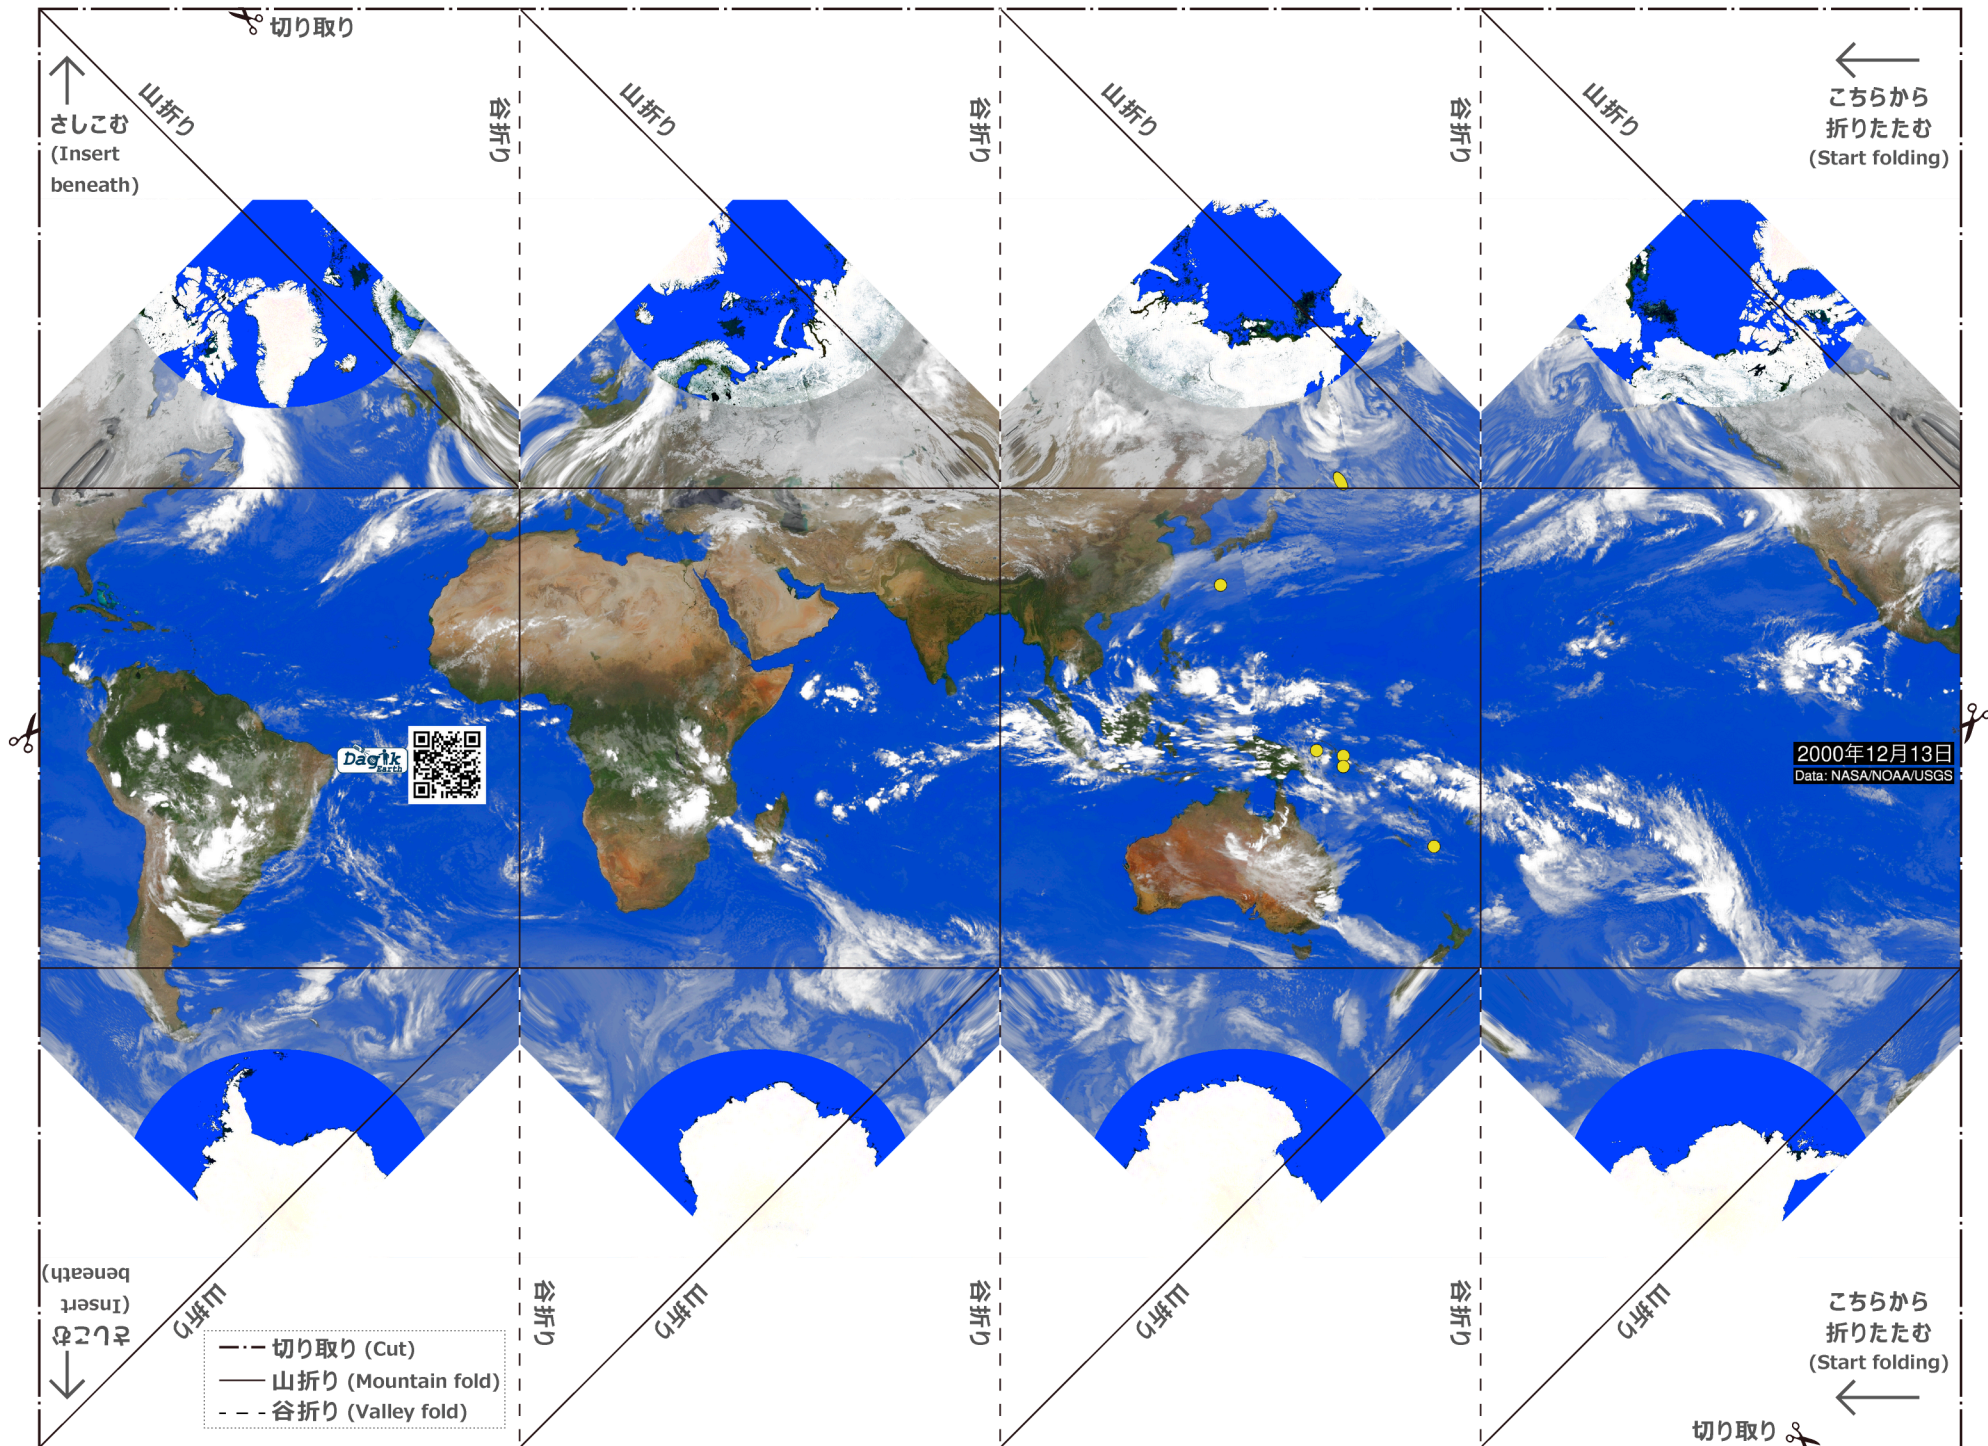 切り取り
さしこむ
(Insert
beneath)
山折り
谷折り
山折り
谷折り
山折り
谷折り
山折り
こちらから
折りたたむ
(Start folding)
Dagik
Earth
2000年12月13日
Data: NASA/NOAA/USGS
さしこむ
(Insert
beneath)
山折り
谷折り
山折り
谷折り
山折り
谷折り
山折り
こちらから
折りたたむ
(Start folding)
切り取り (Cut)
山折り (Mountain fold)
谷折り (Valley fold)
切り取り